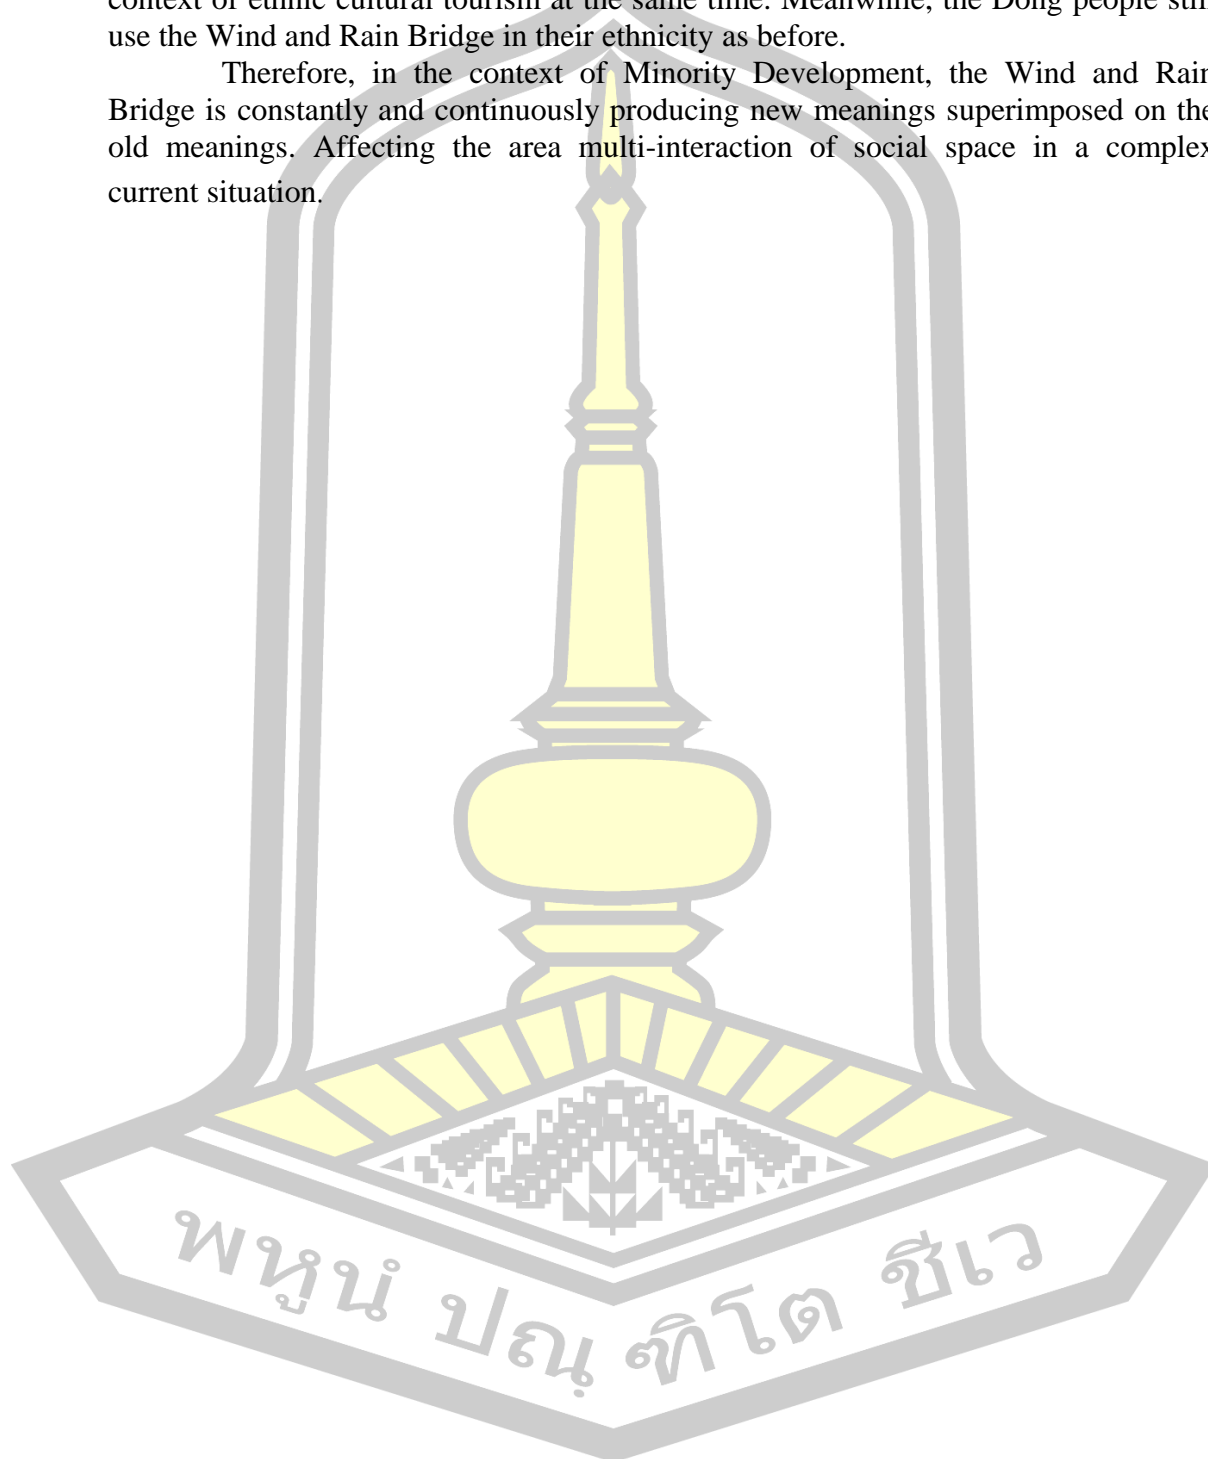 context of ethnic cultural tourism at the same time. Meanwhile, the Dong people still
use the Wind and Rain Bridge in their ethnicity as before.
Therefore, in the context of Minority Development, the Wind and Rain
Bridge is constantly and continuously producing new meanings superimposed on the
old meanings. Affecting the area multi-interaction of social space in a complex
current situation.
พหูนํ ปณฺฑิโต ชีเว